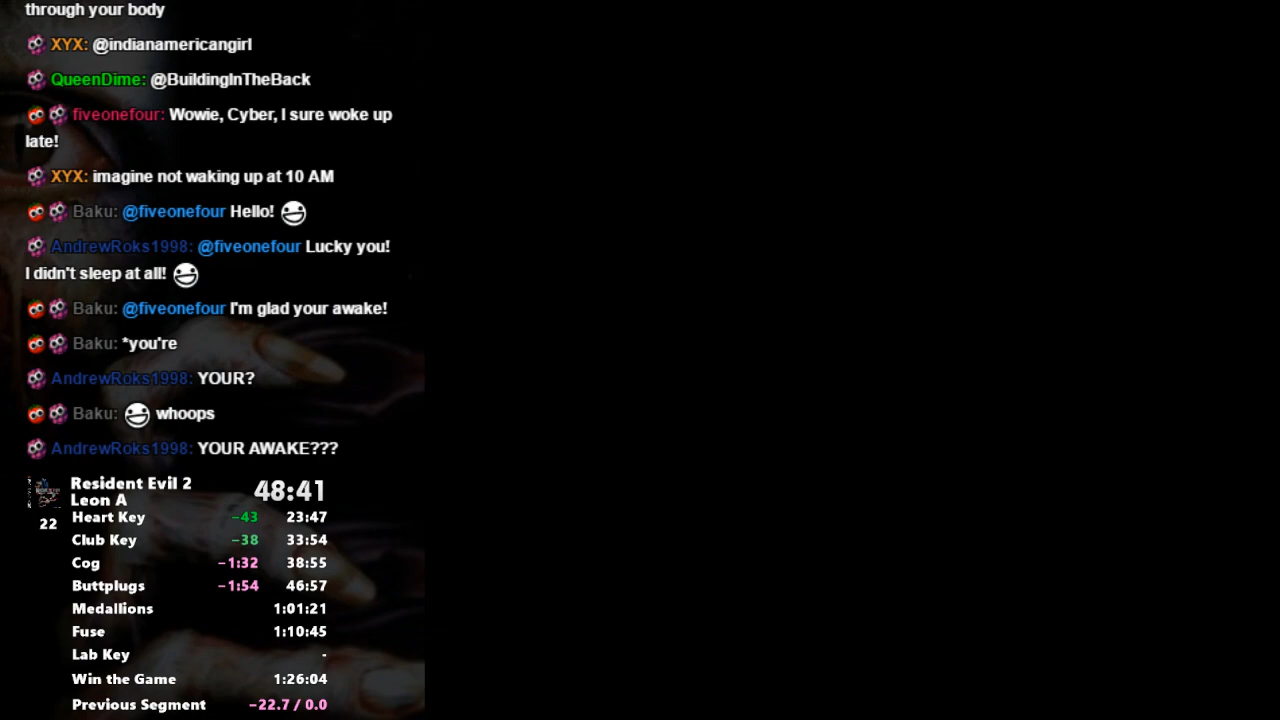 through your body
XYX: @indianamericangirl
QueenDime: @BuildingInTheBack
fiveonefour: Wowie, Cyber, I sure woke up
late!
XYX: imagine not waking up at 10 AM
Baku: @fiveonefour Hello!
AndrewRoks1998: @fiveonefour Lucky you!
I didn't sleep at all!
Baku: @fiveonefour I'm glad your awake!
Baku: *you're
AndrewRoks1998: YOUR?
Baku: whoops
AndrewRoks1998: YOUR AWAKE???
Resident Evil 2
Leon A
48:41
22
Heart Key -43 23:47
Club Key -38 33:54
Cog -1:32 38:55
Buttplugs -1:54 46:57
Medallions 1:01:21
Fuse 1:10:45
Lab Key -
Win the Game 1:26:04
Previous Segment -22.7 / 0.0